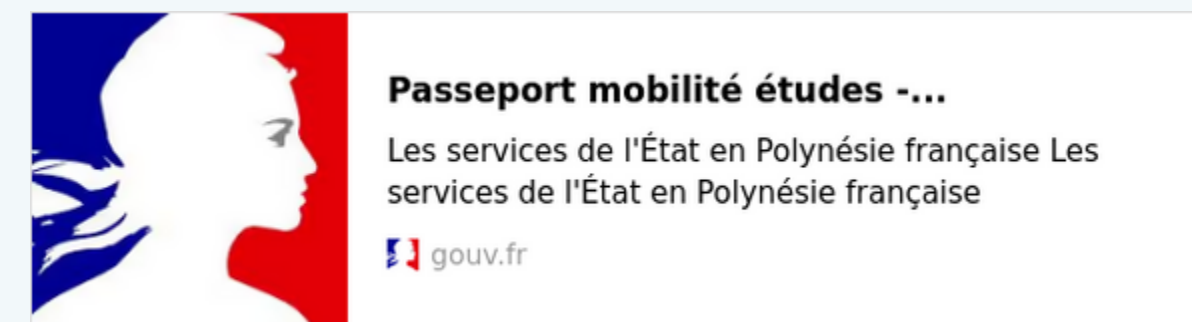 Passeport mobilité études -...
Les services de l'État en Polynésie française Les
services de l'État en Polynésie française
gouv.fr